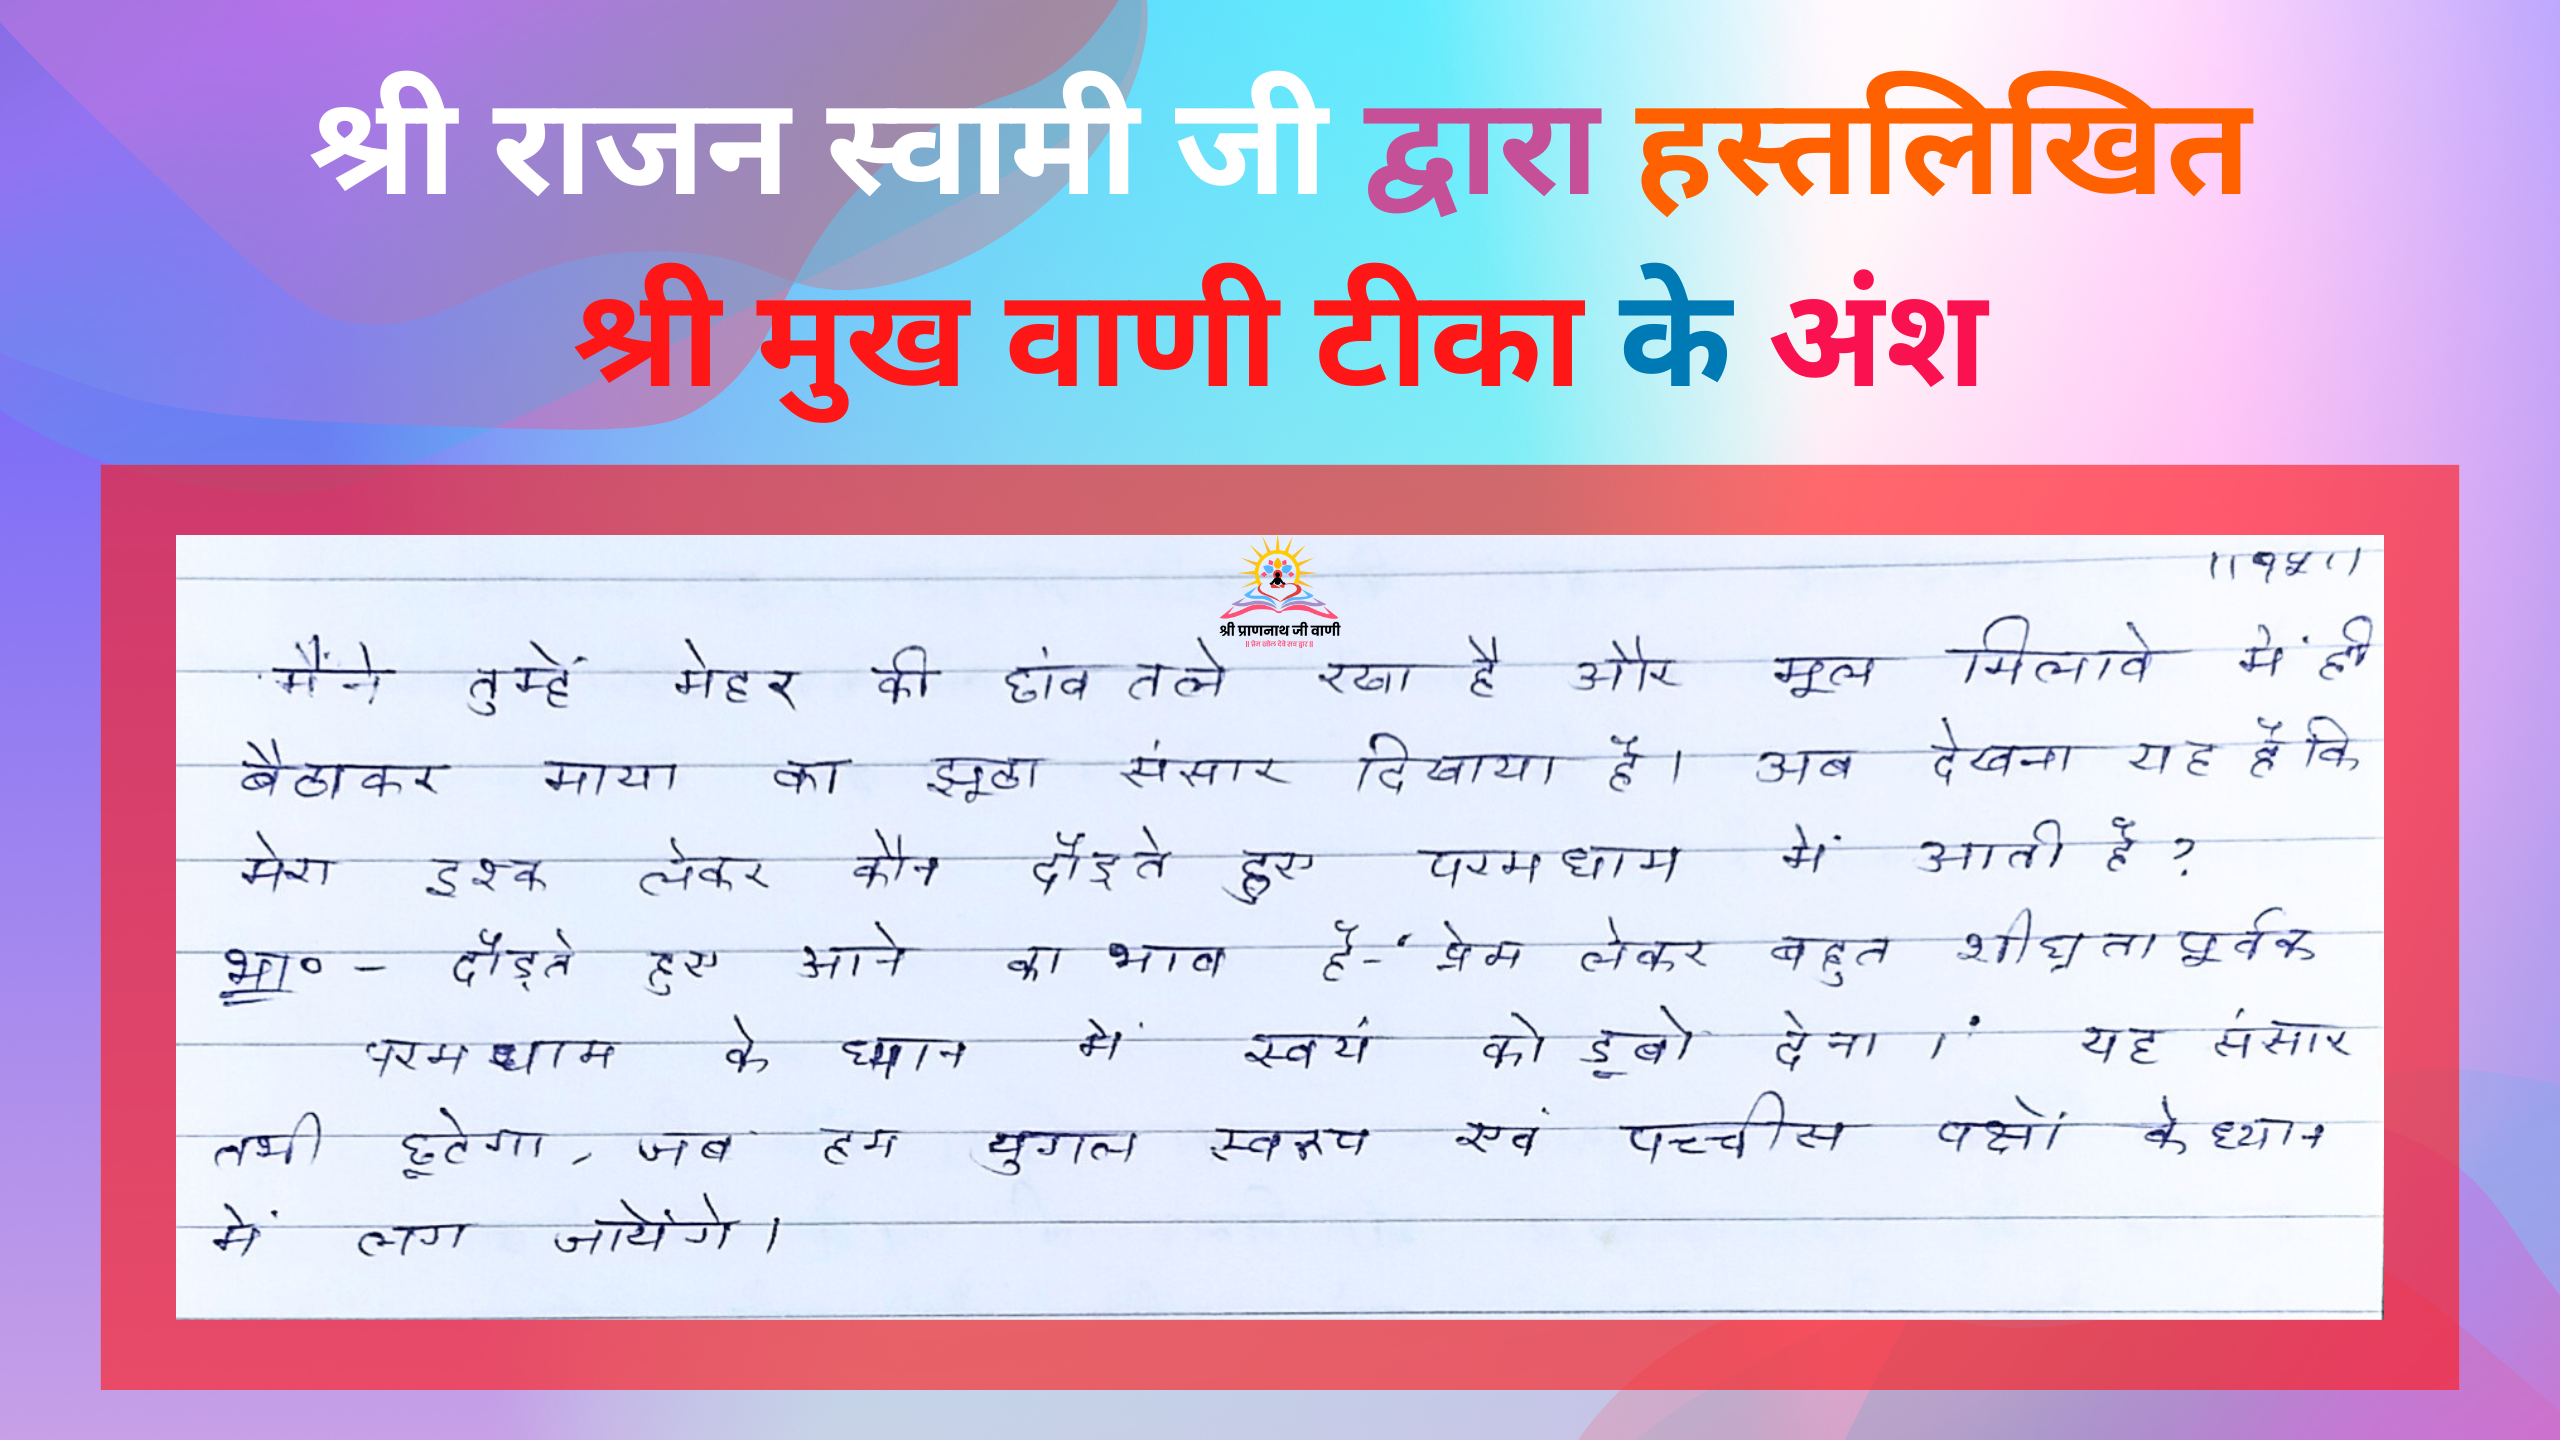 श्री राजन स्वामी जी द्वारा हस्तलिखित
श्री मुख वाणी टीका के अंश
।।१५।।
श्री प्राणनाथ जी वाणी
।। प्रेम खोल देवे सब द्वार ।।
मैंने तुम्हें मेहर की छांव तले रखा है और मूल मिलावे में ही
बैठाकर माया का झूठा संसार दिखाया है। अब देखना यह है कि
मेरा इश्क लेकर कौन दौड़ते हुए परमधाम में आती है?
भा० - दौड़ते हुए आने का भाव है- प्रेम लेकर बहुत शीघ्रतापूर्वक
परमधाम के ध्यान में स्वयं को डूबो देना। यह संसार
तभी छूटेगा, जब हम युगल स्वरूप एवं पच्चीस पक्षों के ध्यान
में लग जायेंगे।